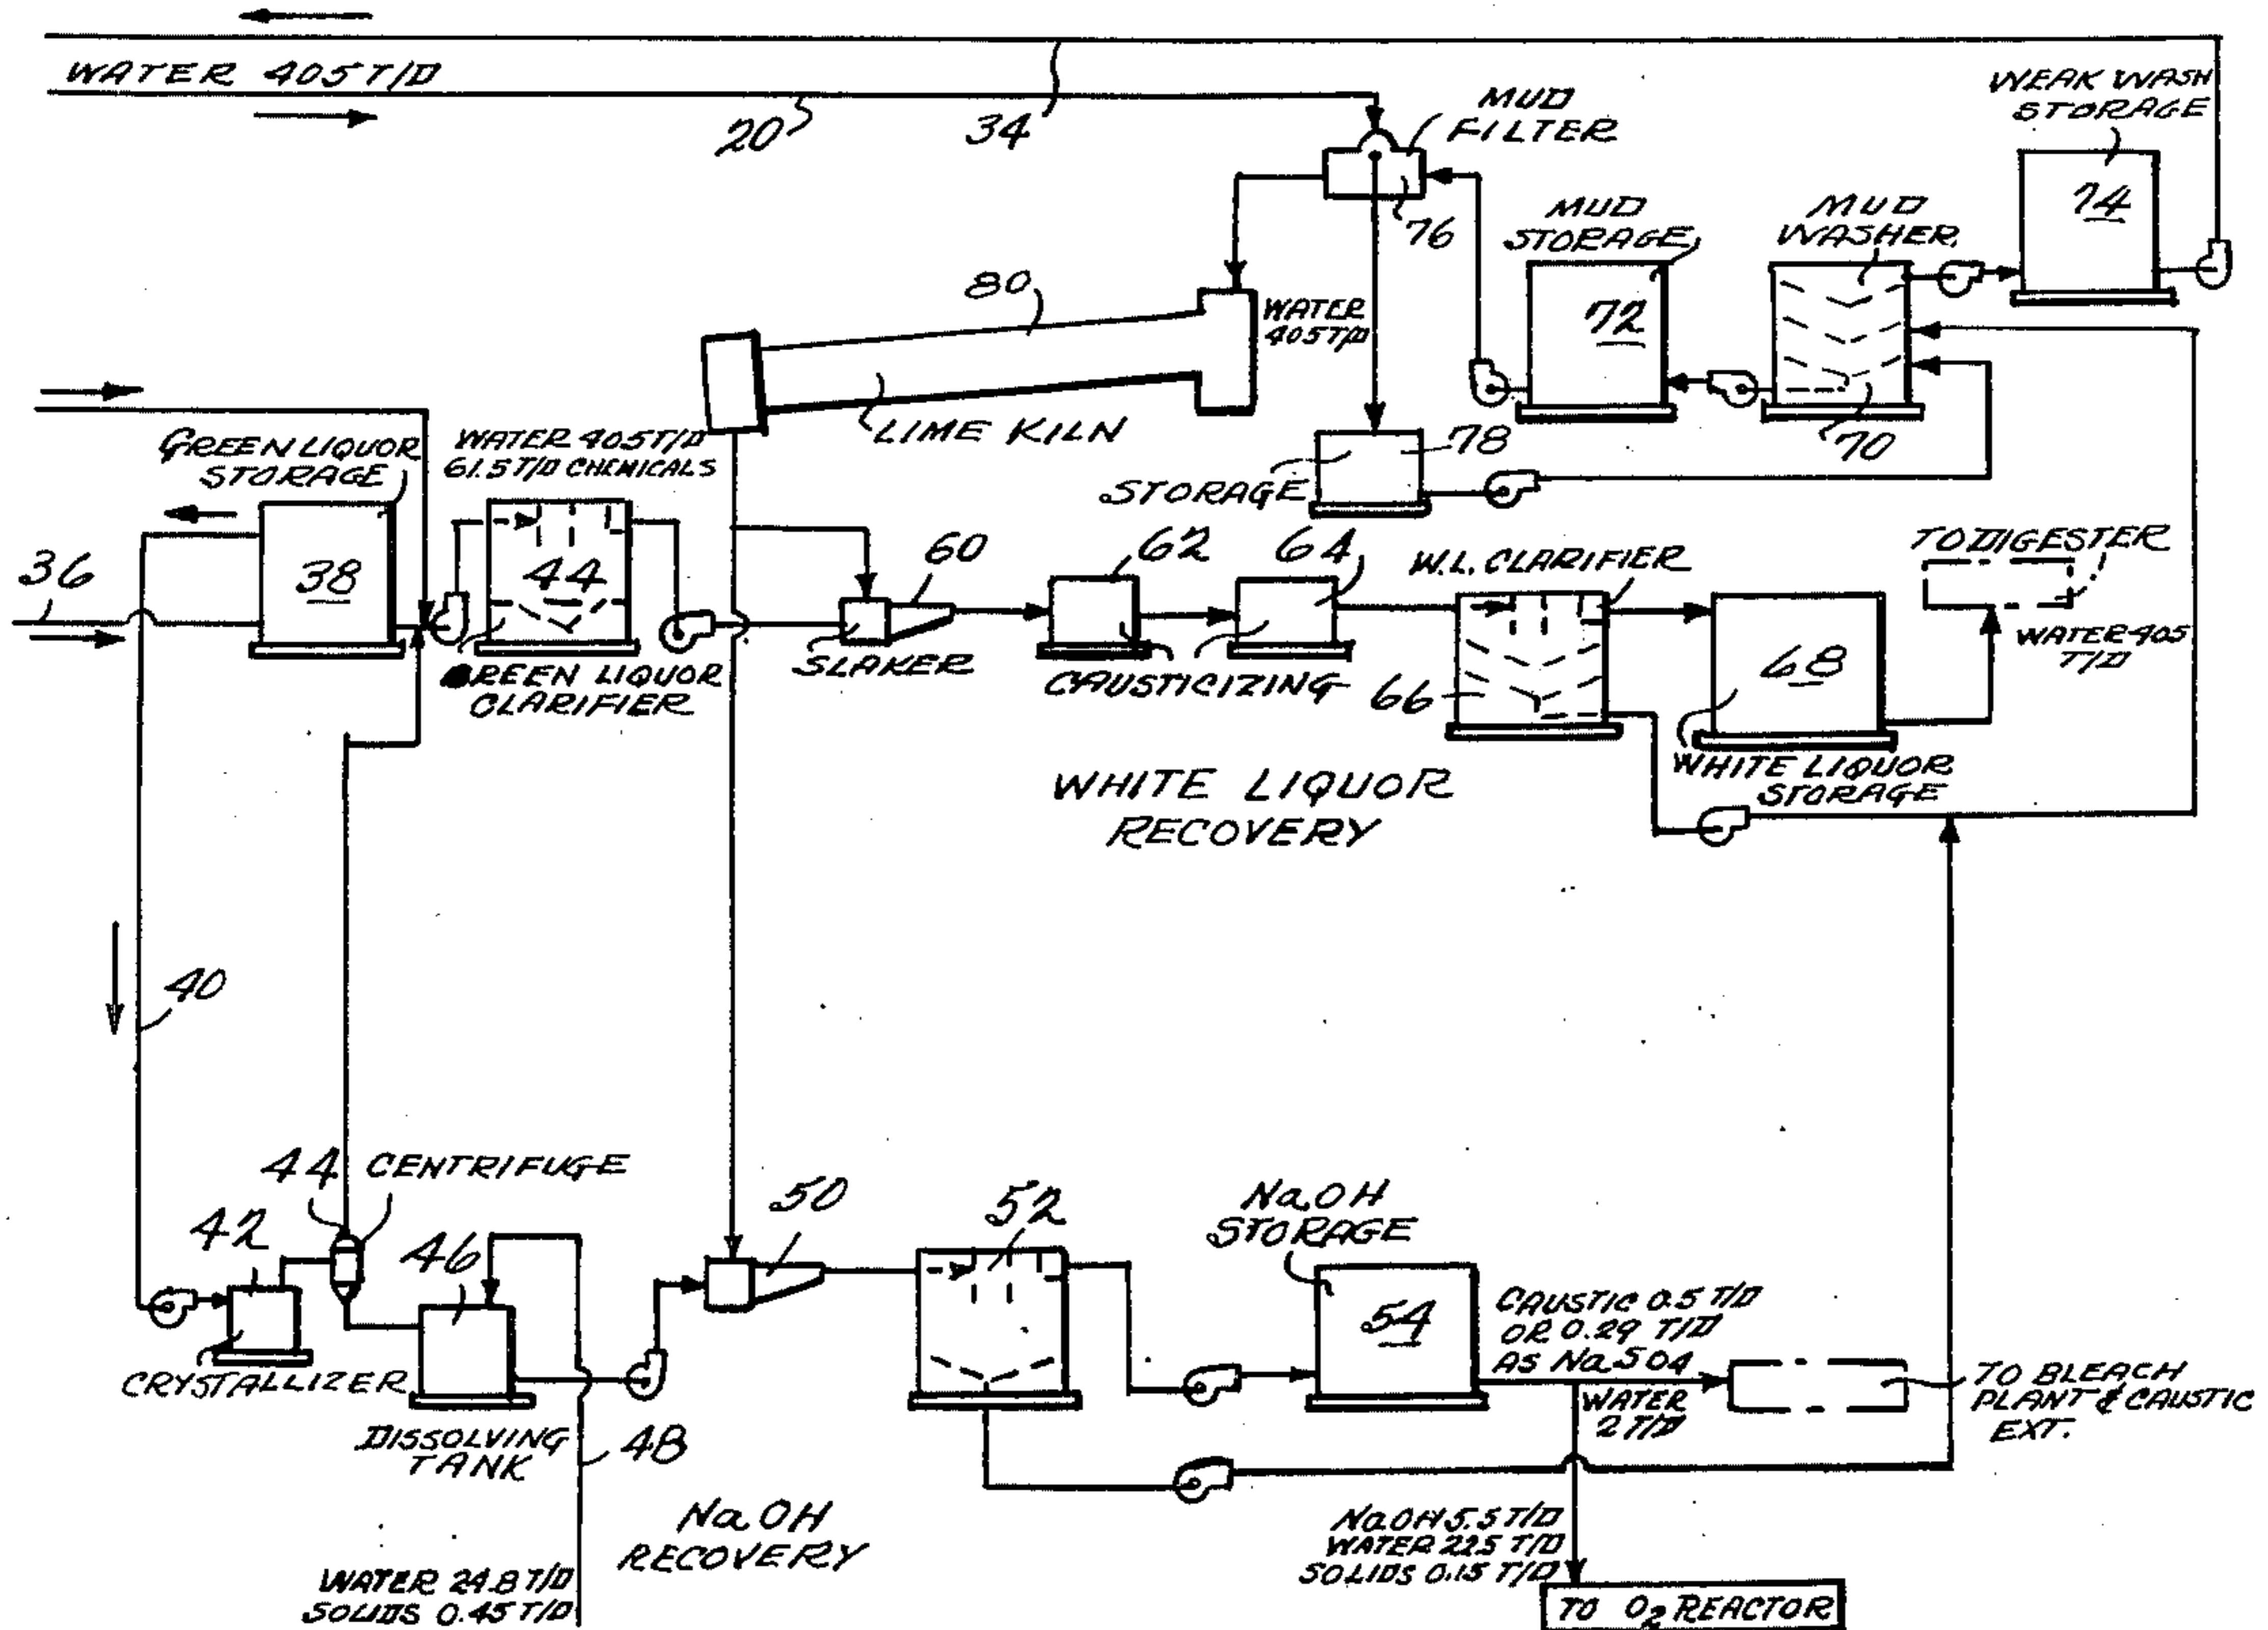 WATER 405 T/D
20
34
MUD
FILTER
76
WEAK WASH
STORAGE
74
MUD
STORAGE
72
MUD
WASHER
70
80
LIME KILN
WATER
405 T/D
STORAGE
78
GREEN LIQUOR
STORAGE
38
36
WATER 405 T/D
61.5 T/D CHEMICALS
44
GREEN LIQUOR
CLARIFIER
60
SLAKER
62
64
CAUSTICIZING
W.L. CLARIFIER
66
TO DIGESTER
WATER 405
T/D
68
WHITE LIQUOR
STORAGE
WHITE LIQUOR
RECOVERY
40
44 CENTRIFUGE
42
CRYSTALLIZER
46
DISSOLVING
TANK
48
50
52
NaOH
STORAGE
54
CAUSTIC 0.5 T/D
OR 0.29 T/D
AS Na SO4
WATER
2 T/D
TO BLEACH
PLANT & CAUSTIC
EXT.
NaOH
RECOVERY
WATER 24.8 T/D
SOLIDS 0.45 T/D
NaOH 5.5 T/D
WATER 22.5 T/D
SOLIDS 0.15 T/D
TO O2 REACTOR